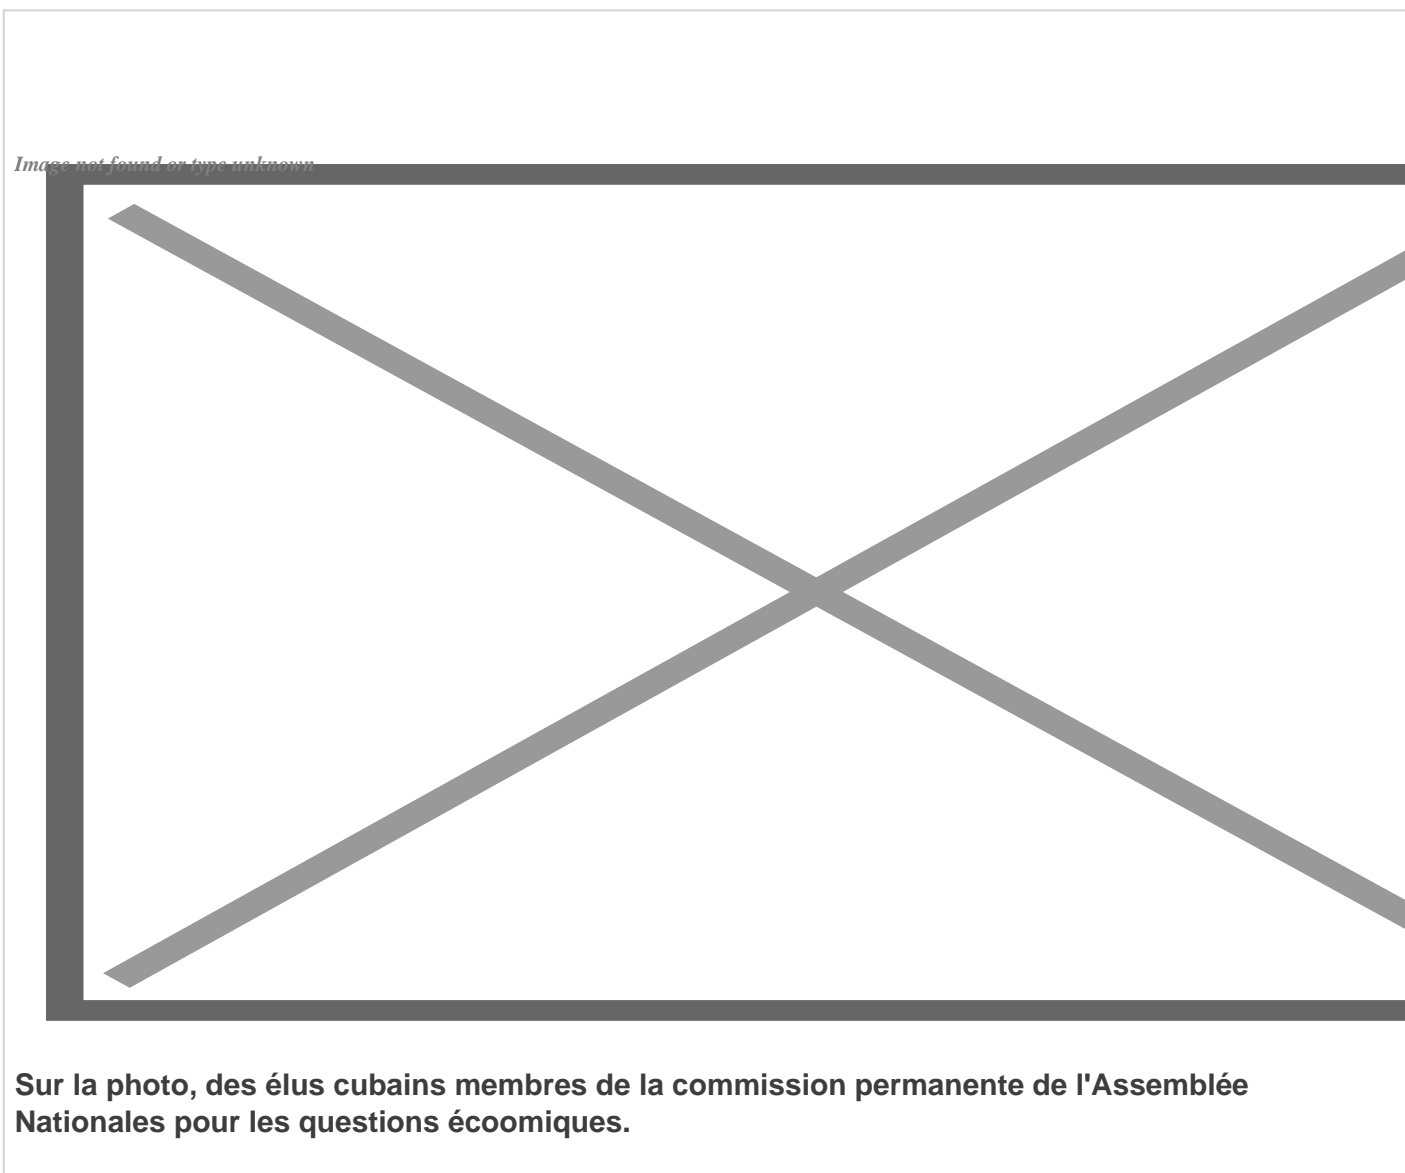 Image not found or type unknown
Sur la photo, des élus cubains membres de la commission permanente de l'Assemblée
Nationales pour les questions écoomiques.